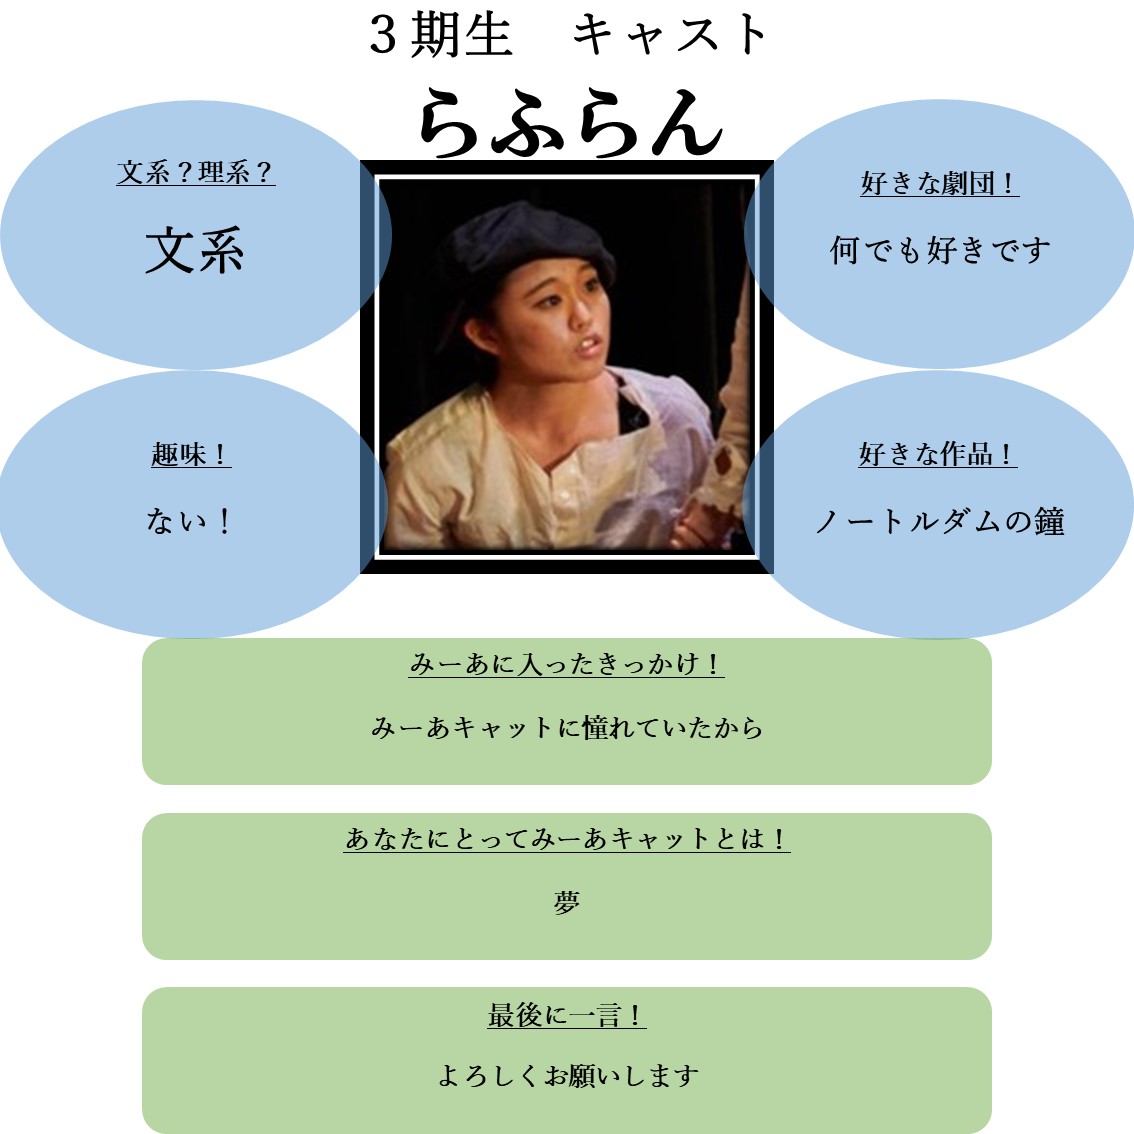 ３期生　キャスト
らふらん
文系？理系？
文系
好きな劇団！
何でも好きです
趣味！
ない！
好きな作品！
ノートルダムの鐘
みーあに入ったきっかけ！
みーあキャットに憧れていたから
あなたにとってみーあキャットとは！
夢
最後に一言！
よろしくお願いします